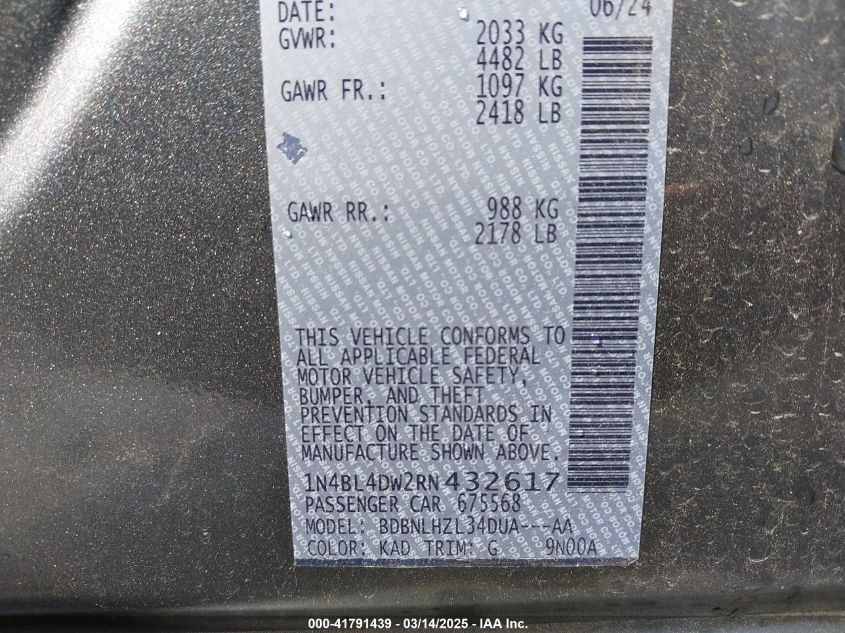 DATE: 06/24
GVWR: 2033 KG
4482 LB
GAWR FR.: 1097 KG
2418 LB
GAWR RR.: 988 KG
2178 LB
THIS VEHICLE CONFORMS TO
ALL APPLICABLE FEDERAL
MOTOR VEHICLE SAFETY,
BUMPER, AND THEFT
PREVENTION STANDARDS IN
EFFECT ON THE DATE OF
MANUFACTURE SHOWN ABOVE.
1N4BL4DW2RN432617
PASSENGER CAR 675568
MODEL: BDBNLHZL34DUA---AA
COLOR: KAD TRIM: G 9N00A
000-41791439 - 03/14/2025 - IAA Inc.